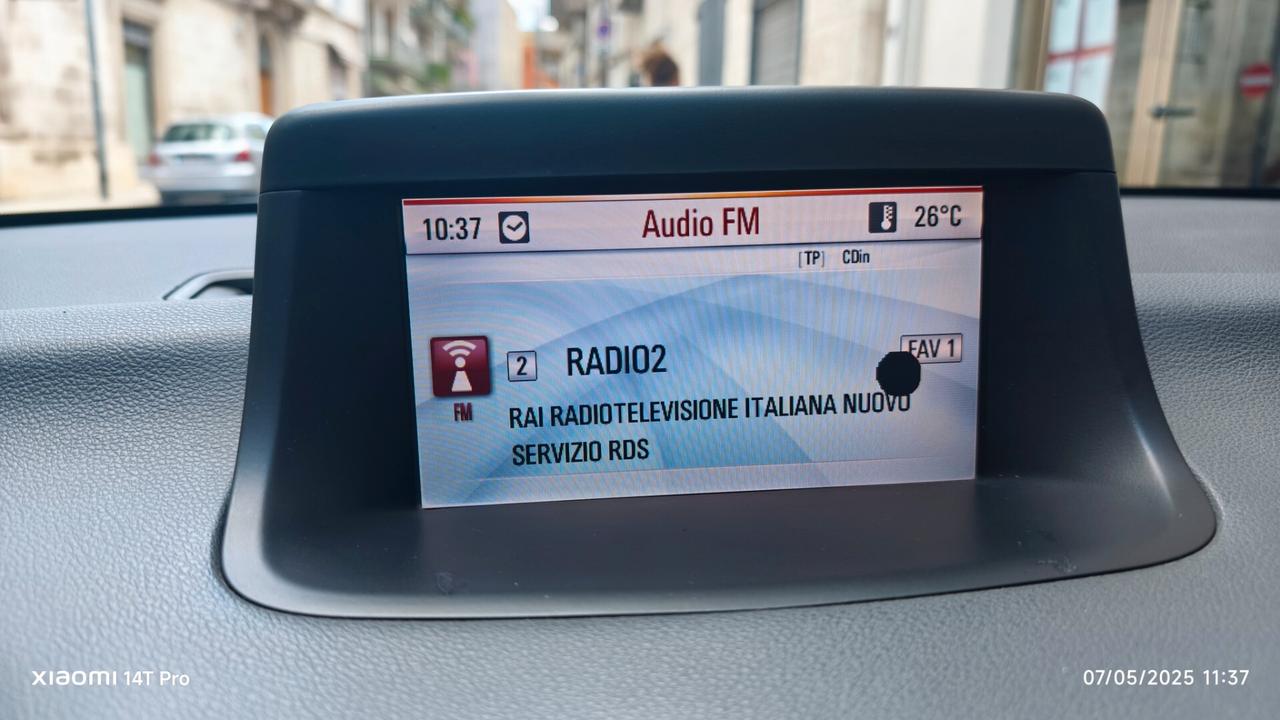 10:37 Audio FM 26°C
[TP] CDin
FAV 1
2 RADIO2
FM
RAI RADIOTELEVISIONE ITALIANA NUOVO
SERVIZIO RDS
XIAOMI 14T Pro
07/05/2025 11:37